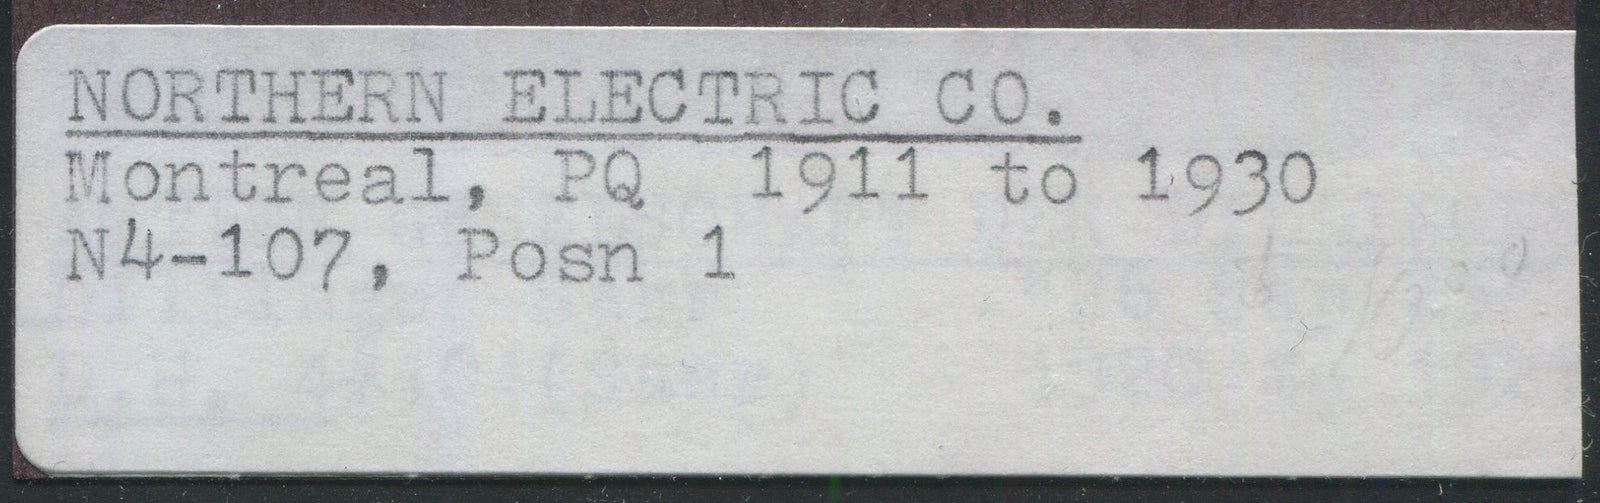 NORTHERN ELECTRIC CO.
Montreal, PQ 1911 to 1930
N4-107, Posn 1